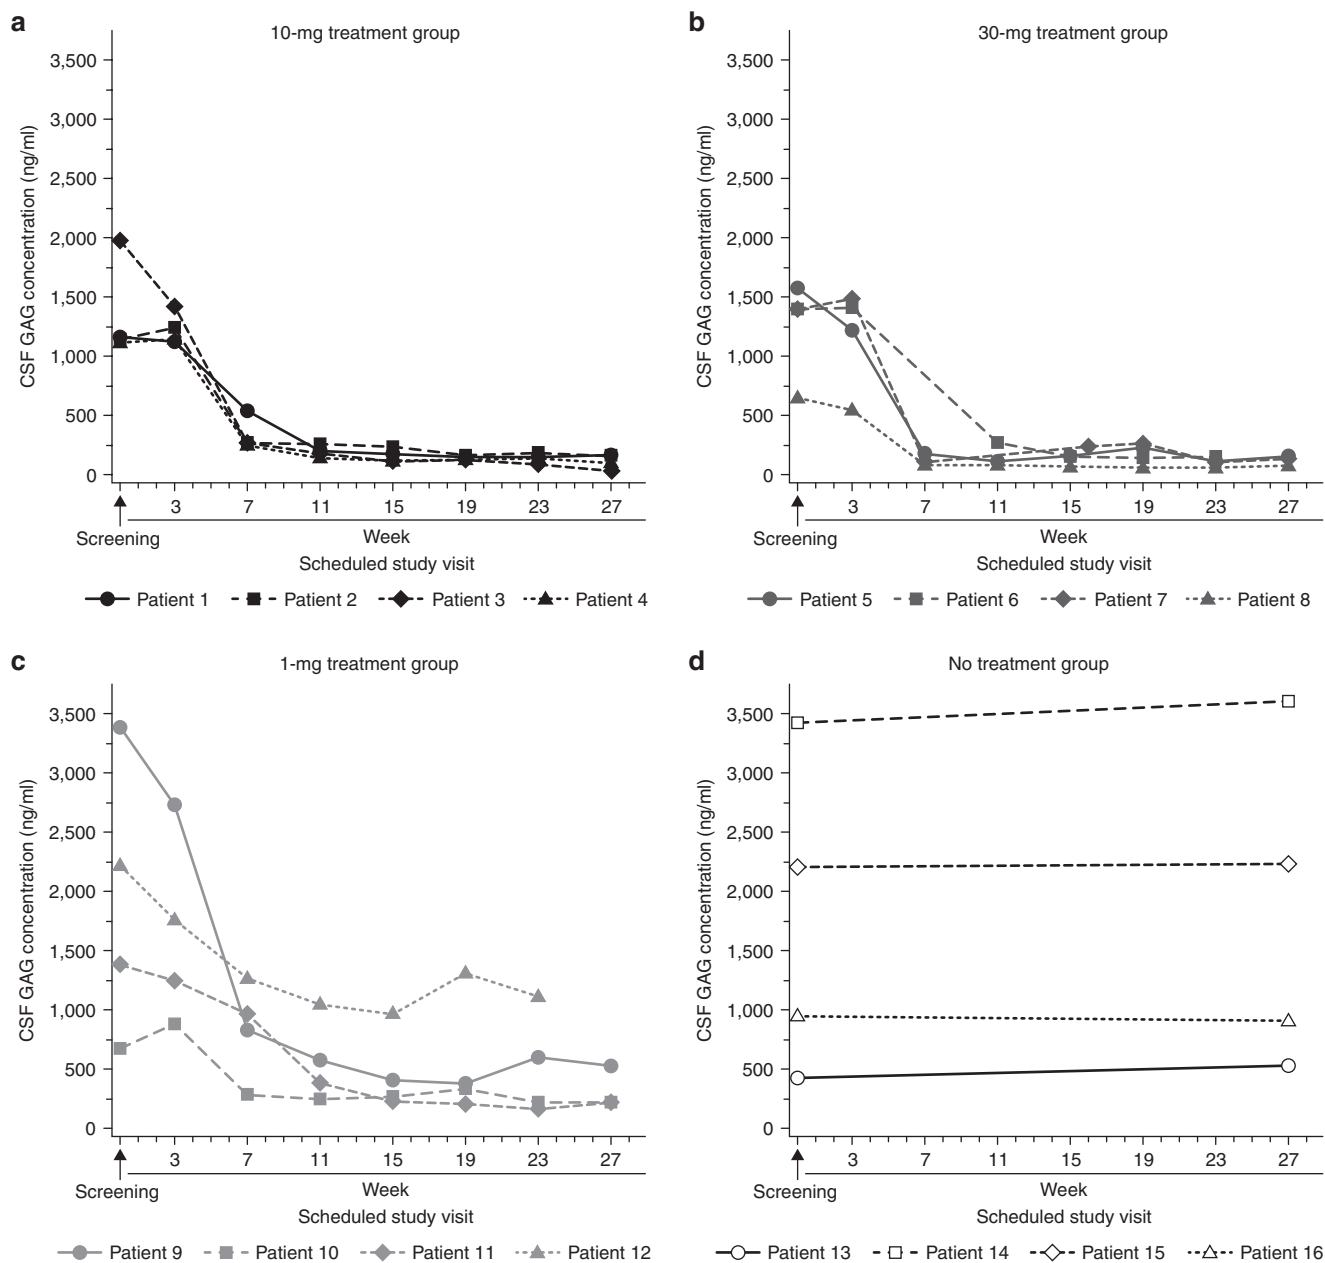 a
10-mg treatment group
CSF GAG concentration (ng/ml)
3,500
3,000
2,500
2,000
1,500
1,000
500
0
3 7 11 15 19 23 27
Screening
Week
Scheduled study visit
Patient 1 Patient 2 Patient 3 Patient 4
b
30-mg treatment group
CSF GAG concentration (ng/ml)
3,500
3,000
2,500
2,000
1,500
1,000
500
0
3 7 11 15 19 23 27
Screening
Week
Scheduled study visit
Patient 5 Patient 6 Patient 7 Patient 8
c
1-mg treatment group
CSF GAG concentration (ng/ml)
3,500
3,000
2,500
2,000
1,500
1,000
500
0
3 7 11 15 19 23 27
Screening
Week
Scheduled study visit
Patient 9 Patient 10 Patient 11 Patient 12
d
No treatment group
CSF GAG concentration (ng/ml)
3,500
3,000
2,500
2,000
1,500
1,000
500
0
3 7 11 15 19 23 27
Screening
Week
Scheduled study visit
Patient 13 Patient 14 Patient 15 Patient 16